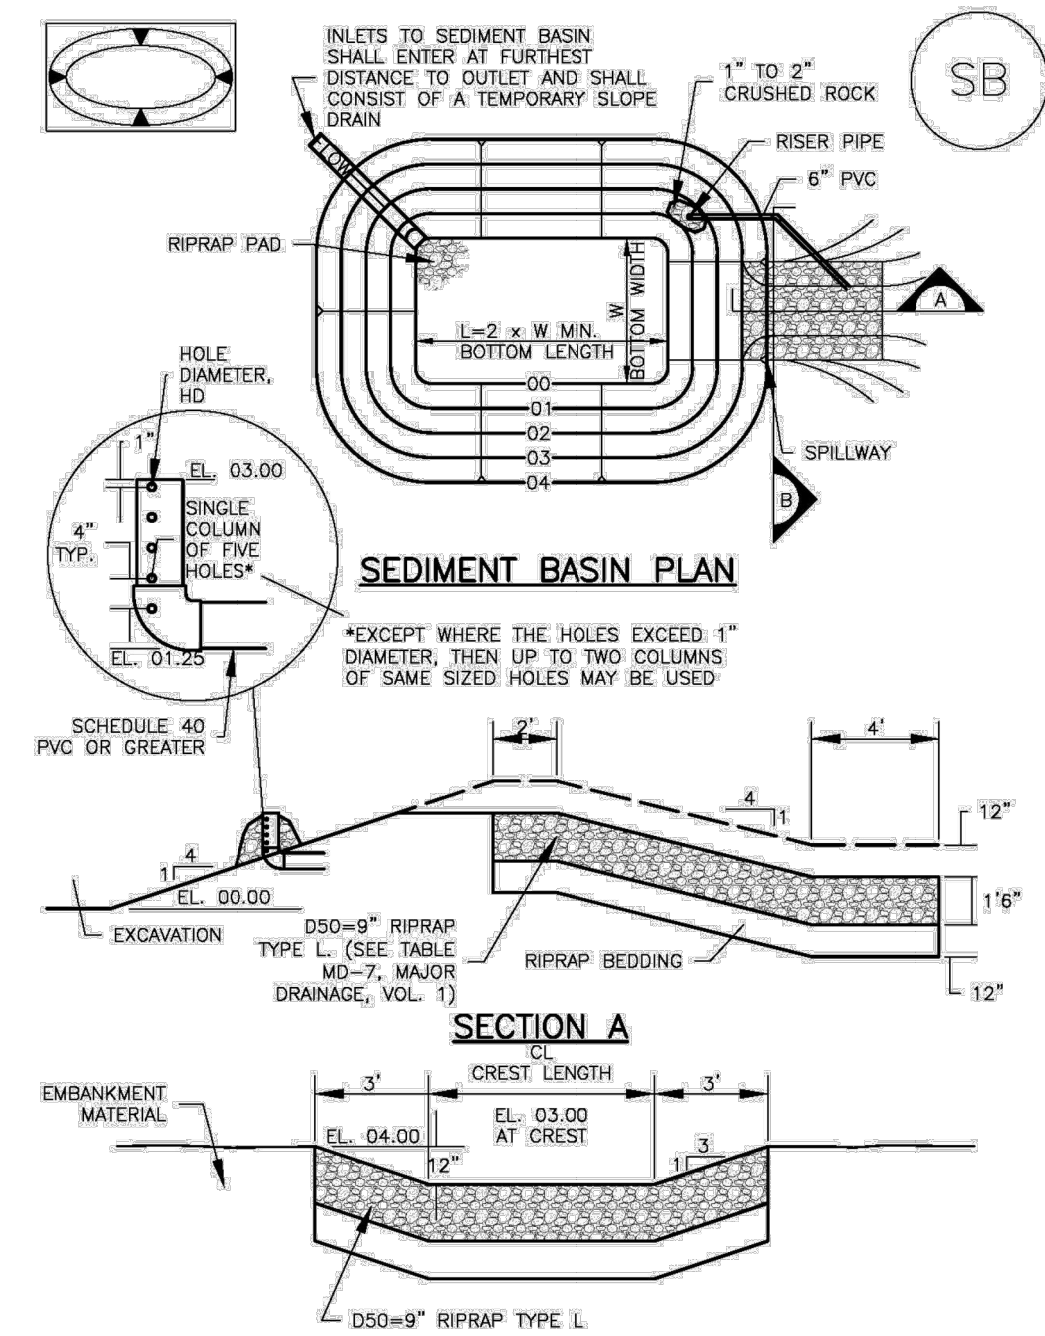 INLETS TO SEDIMENT BASIN
SHALL ENTER AT FURTHEST
DISTANCE TO OUTLET AND SHALL
CONSIST OF A TEMPORARY SLOPE
DRAIN
1" TO 2"
CRUSHED ROCK
SB
RISER PIPE
6" PVC
FLOW
RIPRAP PAD
L=2 x W MIN.
BOTTOM LENGTH
W
BOTTOM WIDTH
A
00
01
02
03
04
SPILLWAY
B
HOLE
DIAMETER,
HD
1"
EL. 03.00
4"
TYP.
SINGLE
COLUMN
OF FIVE
HOLES*
EL. 01.25
SCHEDULE 40
PVC OR GREATER
SEDIMENT BASIN PLAN
*EXCEPT WHERE THE HOLES EXCEED 1"
DIAMETER, THEN UP TO TWO COLUMNS
OF SAME SIZED HOLES MAY BE USED
2'
4'
4
1
12"
4
1
EL. 00.00
EXCAVATION
1'6"
D50=9" RIPRAP
TYPE L. (SEE TABLE
MD-7, MAJOR
DRAINAGE, VOL. 1)
RIPRAP BEDDING
12"
SECTION A
CL
CREST LENGTH
3'
3'
EMBANKMENT
MATERIAL
EL. 04.00
EL. 03.00
AT CREST
12"
3
1
D50=9" RIPRAP TYPE L